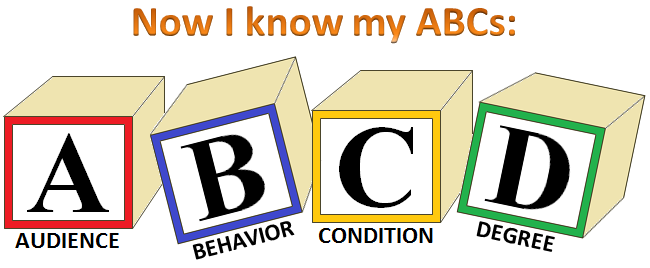 Now I know my ABCs:
A B C D
AUDIENCE BEHAVIOR CONDITION DEGREE